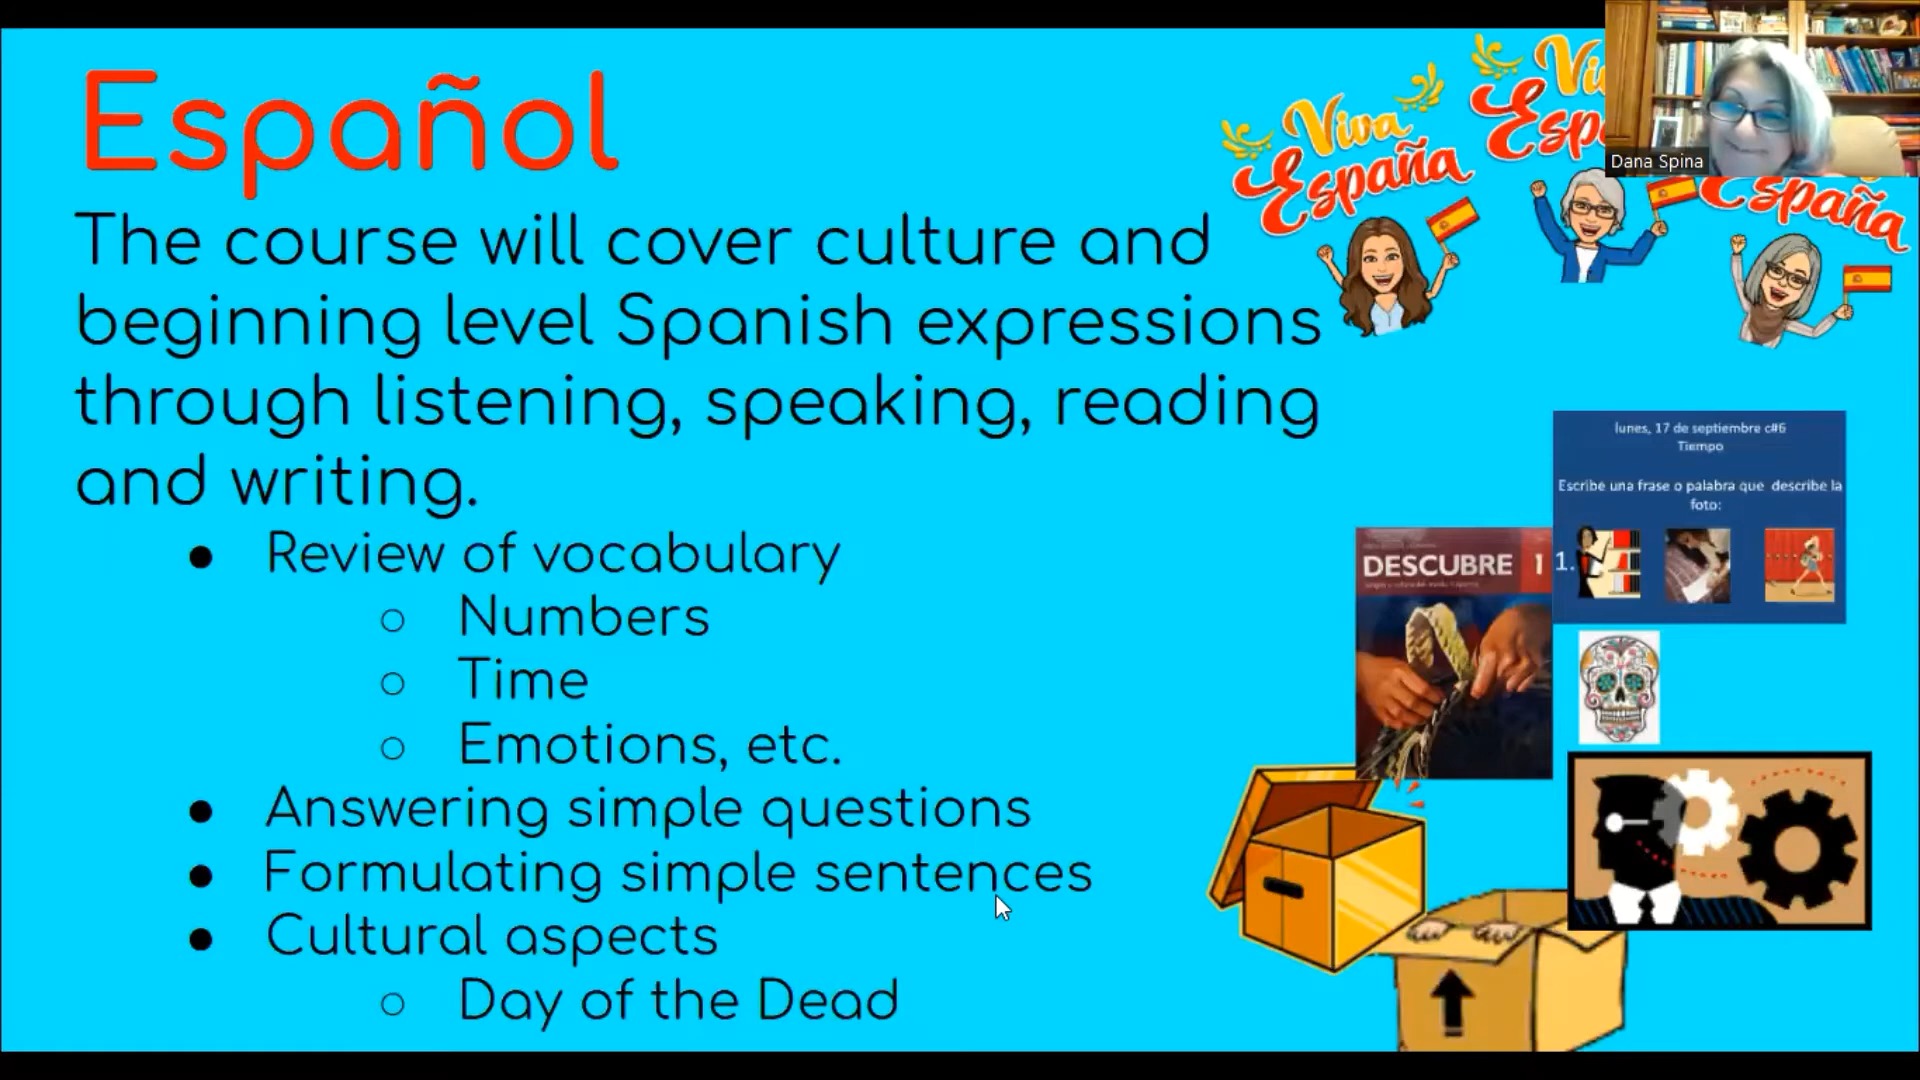 Español
The course will cover culture and
beginning level Spanish expressions
through listening, speaking, reading
and writing.
● Review of vocabulary
○ Numbers
○ Time
○ Emotions, etc.
● Answering simple questions
● Formulating simple sentences
● Cultural aspects
○ Day of the Dead
Viva
España
Vi
Esp
España
Dana Spina
lunes, 17 de septiembre c#6
Tiempo
Escribe una frase o palabra que describe la
foto:
1.
DESCUBRE 1